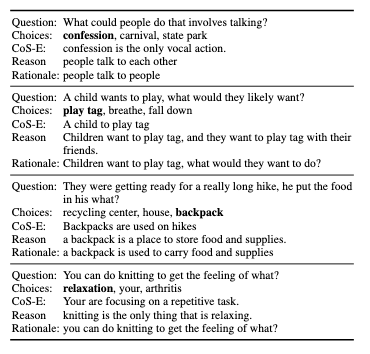 Question: What could people do that involves talking?
Choices: confession, carnival, state park
CoS-E: confession is the only vocal action.
Reason people talk to each other
Rationale: people talk to people
Question: A child wants to play, what would they likely want?
Choices: play tag, breathe, fall down
CoS-E: A child to play tag
Reason Children want to play tag, and they want to play tag with their
friends.
Rationale: Children want to play tag, what would they want to do?
Question: They were getting ready for a really long hike, he put the food
in his what?
Choices: recycling center, house, backpack
CoS-E: Backpacks are used on hikes
Reason a backpack is a place to store food and supplies.
Rationale: a backpack is used to carry food and supplies
Question: You can do knitting to get the feeling of what?
Choices: relaxation, your, arthritis
CoS-E: Your are focusing on a repetitive task.
Reason knitting is the only thing that is relaxing.
Rationale: you can do knitting to get the feeling of what?